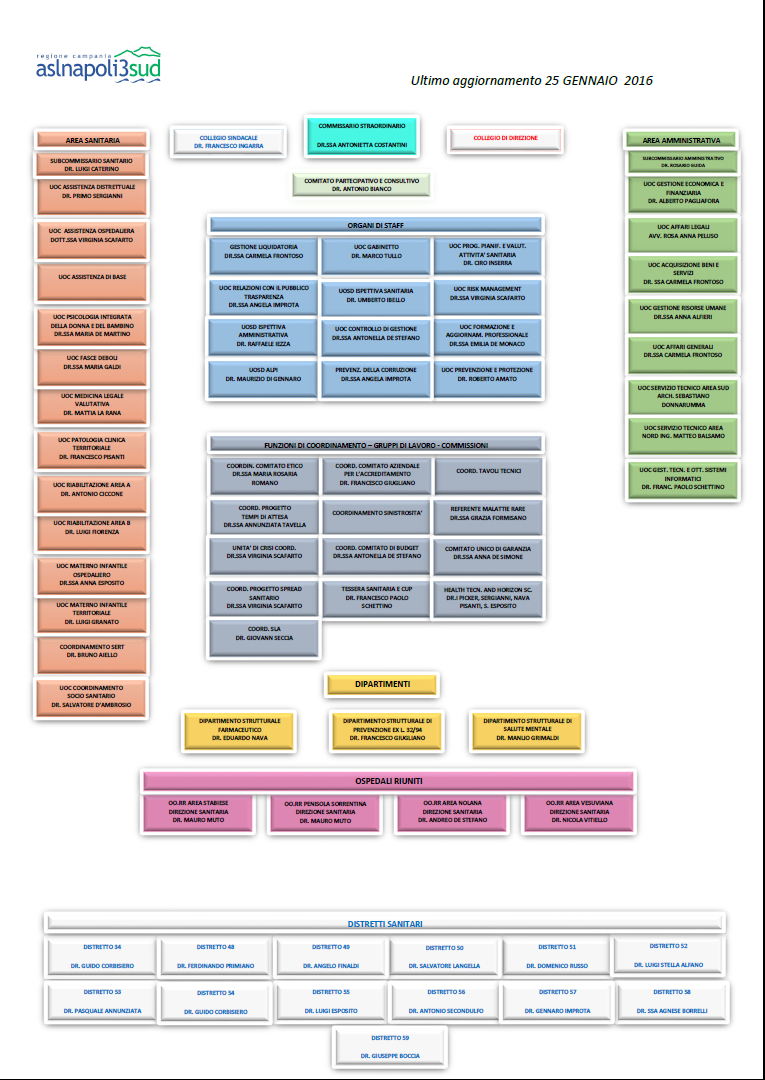 regione campania
aslnapoli3sud
Ultimo aggiornamento 25 GENNAIO 2016
COMMISSARIO STRAORDINARIO
DR.SSA ANTONIETTA COSTANTINI
COLLEGIO SINDACALE
DR. FRANCESCO INGARRA
COLLEGIO DI DIREZIONE
COMITATO PARTECIPATIVO E CONSULTIVO
DR. ANTONIO BIANCO
AREA SANITARIA
SUBCOMMISSARIO SANITARIO
DR. LUIGI CATERINO
UOC ASSISTENZA DISTRETTUALE
DR. PRIMO SERGIANNI
UOC ASSISTENZA OSPEDALIERA
DOTT.SSA VIRGINIA SCAFARTO
UOC ASSISTENZA DI BASE
UOC PSICOLOGIA INTEGRATA
DELLA DONNA E DEL BAMBINO
DR.SSA MARIA DE MARTINO
UOC FASCE DEBOLI
DR.SSA MARIA GALDI
UOC MEDICINA LEGALE
VALUTATIVA
DR. MATTIA LA RANA
UOC PATOLOGIA CLINICA
TERRITORIALE
DR. FRANCESCO PISANTI
UOC RIABILITAZIONE AREA A
DR. ANTONIO CICCONE
UOC RIABILITAZIONE AREA B
DR. LUIGI FIORENZA
UOC MATERNO INFANTILE
OSPEDALIERO
DR.SSA ANNA ESPOSITO
UOC MATERNO INFANTILE
TERRITORIALE
DR. LUIGI GRANATO
COORDINAMENTO SERT
DR. BRUNO AIELLO
UOC COORDINAMENTO
SOCIO SANITARIO
DR. SALVATORE D'AMBROSIO
ORGANI DI STAFF
GESTIONE LIQUIDATORIA
DR.SSA CARMELA FRONTOSO
UOC GABINETTO
DR. MARCO TULLO
UOC PROG. PIANIF. E VALUT.
ATTIVITA' SANITARIA
DR. CIRO INSERRA
UOC RELAZIONI CON IL PUBBLICO
TRASPARENZA
DR.SSA ANGELA IMPROTA
UOSD ISPETTIVA SANITARIA
DR. UMBERTO IBELLO
UOC RISK MANAGEMENT
DR.SSA VIRGINIA SCAFARTO
UOSD ISPETTIVA
AMMINISTRATIVA
DR. RAFFAELE IEZZA
UOC CONTROLLO DI GESTIONE
DR.SSA ANTONELLA DE STEFANO
UOC FORMAZIONE E
AGGIORNAM. PROFESSIONALE
DR.SSA EMILIA DE MONACO
UOSD ALPI
DR. MAURIZIO DI GENNARO
PREVENZ. DELLA CORRUZIONE
DR.SSA ANGELA IMPROTA
UOC PREVENZIONE E PROTEZIONE
DR. ROBERTO AMATO
FUNZIONI DI COORDINAMENTO – GRUPPI DI LAVORO - COMMISSIONI
COORDIN. COMITATO ETICO
DR.SSA MARIA ROSARIA
ROMANO
COORD. COMITATO AZIENDALE
PER L'ACCREDITAMENTO
DR. FRANCESCO GIUGLIANO
COORD. TAVOLI TECNICI
COORD. PROGETTO
TEMPI DI ATTESA
DR.SSA ANNUNZIATA TAVELLA
COORDINAMENTO SINISTROSITA'
REFERENTE MALATTIE RARE
DR.SSA GRAZIA FORMISANO
UNITA' DI CRISI COORD.
DR.SSA VIRGINIA SCAFARTO
COORD. COMITATO DI BUDGET
DR.SSA ANTONELLA DE STEFANO
COMITATO UNICO DI GARANZIA
DR.SSA ANNA DE SIMONE
COORD. PROGETTO SPREAD
SANITARIO
DR.SSA VIRGINIA SCAFARTO
TESSERA SANITARIA E CUP
DR. FRANCESCO PAOLO
SCHETTINO
HEALTH TECN. AND HORIZON SC.
DR.I PICKER, SERGIANNI, NAVA
PISANTI, S. ESPOSITO
COORD. SLA
DR. GIOVANN SECCIA
AREA AMMINISTRATIVA
SUBCOMMISSARIO AMMINISTRATIVO
DR. ROSARIO GUIDA
UOC GESTIONE ECONOMICA E
FINANZIARIA
DR. ALBERTO PAGLIAFORA
UOC AFFARI LEGALI
AVV. ROSA ANNA PELUSO
UOC ACQUISIZIONE BENI E
SERVIZI
DR. SSA CARMELA FRONTOSO
UOC GESTIONE RISORSE UMANE
DR.SSA ANNA ALFIERI
UOC AFFARI GENERALI
DR.SSA CARMELA FRONTOSO
UOC SERVIZIO TECNICO AREA SUD
ARCH. SEBASTIANO
DONNARUMMA
UOC SERVIZIO TECNICO AREA
NORD ING. MATTEO BALSAMO
UOC GEST. TECN. E OTT. SISTEMI
INFORMATICI
DR. FRANC. PAOLO SCHETTINO
DIPARTIMENTI
DIPARTIMENTO STRUTTURALE
FARMACEUTICO
DR. EDUARDO NAVA
DIPARTIMENTO STRUTTURALE DI
PREVENZIONE EX L. 32/94
DR. FRANCESCO GIUGLIANO
DIPARTIMENTO STRUTTURALE DI
SALUTE MENTALE
DR. MANLIO GRIMALDI
OSPEDALI RIUNITI
OO.RR AREA STABIESE
DIREZIONE SANITARIA
DR. MAURO MUTO
OO.RR PENISOLA SORRENTINA
DIREZIONE SANITARIA
DR. MAURO MUTO
OO.RR AREA NOLANA
DIREZIONE SANITARIA
DR. ANDREO DE STEFANO
OO.RR AREA VESUVIANA
DIREZIONE SANITARIA
DR. NICOLA VITIELLO
DISTRETTI SANITARI
DISTRETTO 34
DR. GUIDO CORBISIERO
DISTRETTO 48
DR. FERDINANDO PRIMIANO
DISTRETTO 49
DR. ANGELO FINALDI
DISTRETTO 50
DR. SALVATORE LANGELLA
DISTRETTO 51
DR. DOMENICO RUSSO
DISTRETTO 52
DR. LUIGI STELLA ALFANO
DISTRETTO 53
DR. PASQUALE ANNUNZIATA
DISTRETTO 54
DR. GUIDO CORBISIERO
DISTRETTO 55
DR. LUIGI ESPOSITO
DISTRETTO 56
DR. ANTONIO SECONDULFO
DISTRETTO 57
DR. GENNARO IMPROTA
DISTRETTO 58
DR. SSA AGNESE BORRELLI
DISTRETTO 59
DR. GIUSEPPE BOCCIA